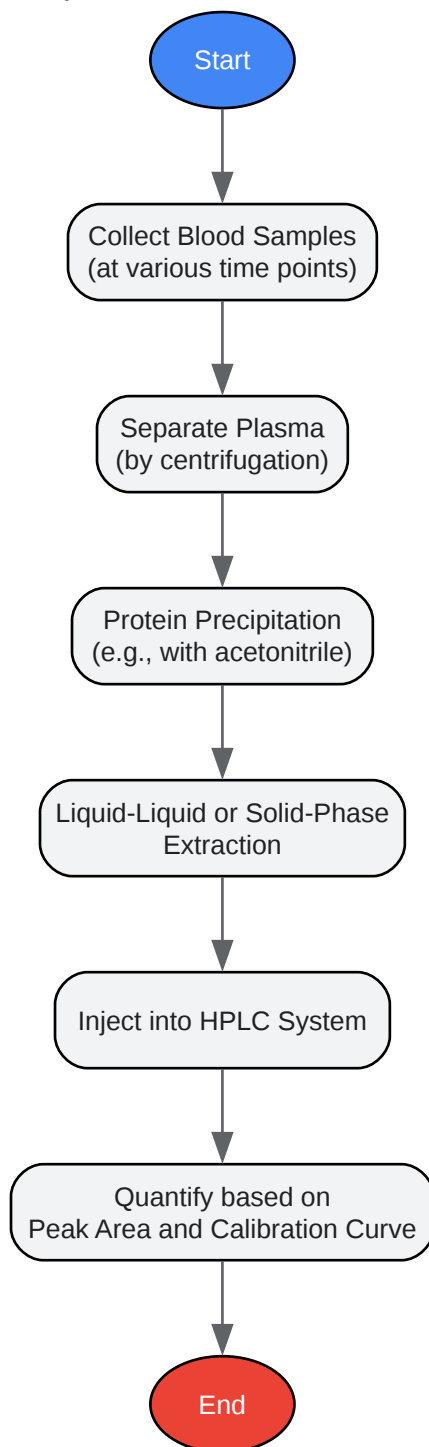 Start
Collect Blood Samples
(at various time points)
Separate Plasma
(by centrifugation)
Protein Precipitation
(e.g., with acetonitrile)
Liquid-Liquid or Solid-Phase
Extraction
Inject into HPLC System
Quantify based on
Peak Area and Calibration Curve
End